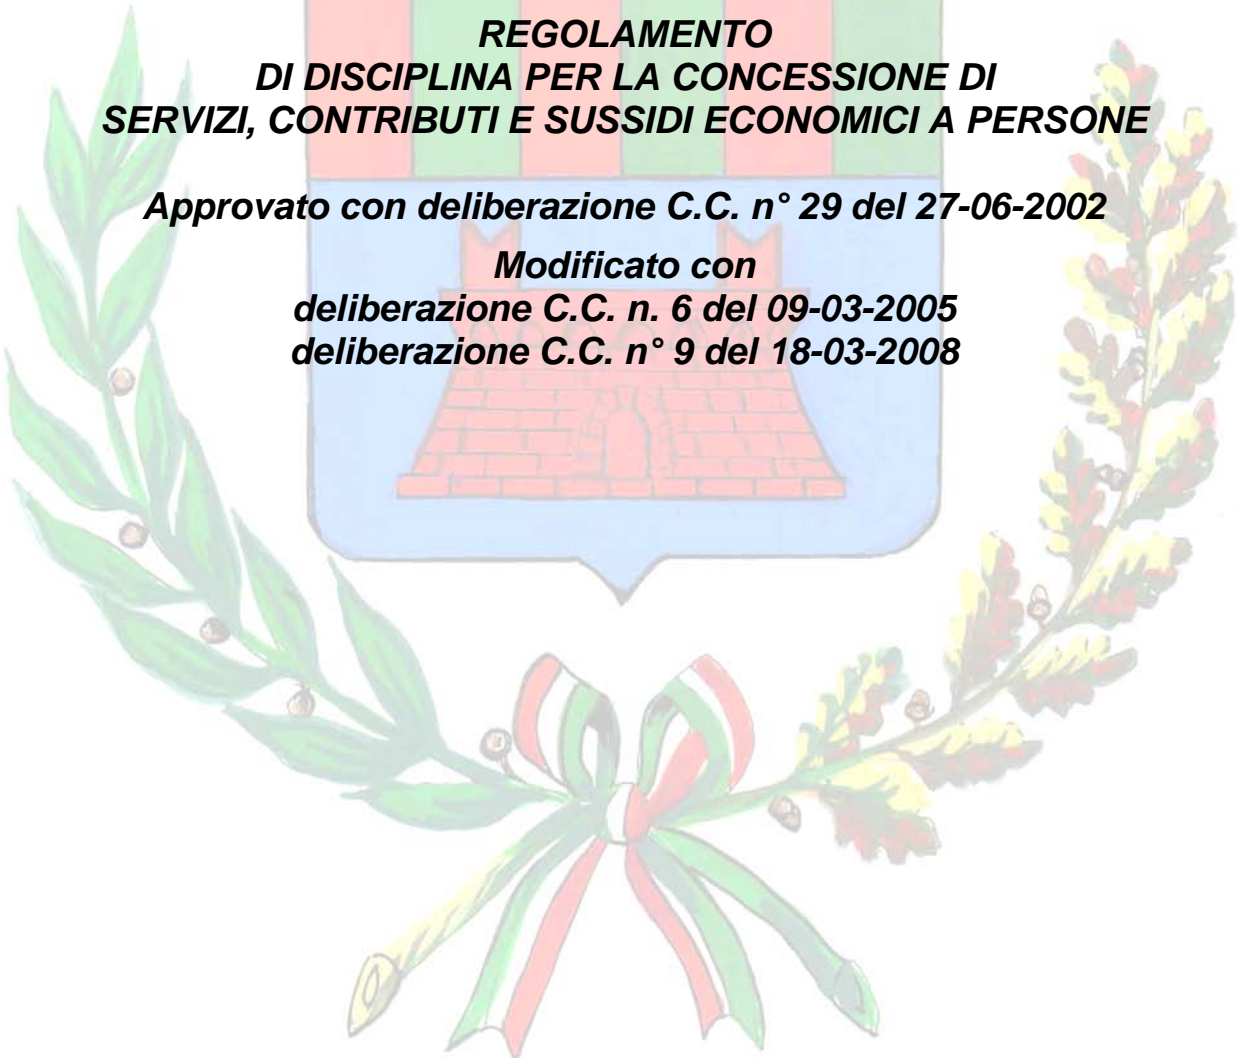 REGOLAMENTO
DI DISCIPLINA PER LA CONCESSIONE DI
SERVIZI, CONTRIBUTI E SUSSIDI ECONOMICI A PERSONE
Approvato con deliberazione C.C. n° 29 del 27-06-2002
Modificato con
deliberazione C.C. n. 6 del 09-03-2005
deliberazione C.C. n° 9 del 18-03-2008